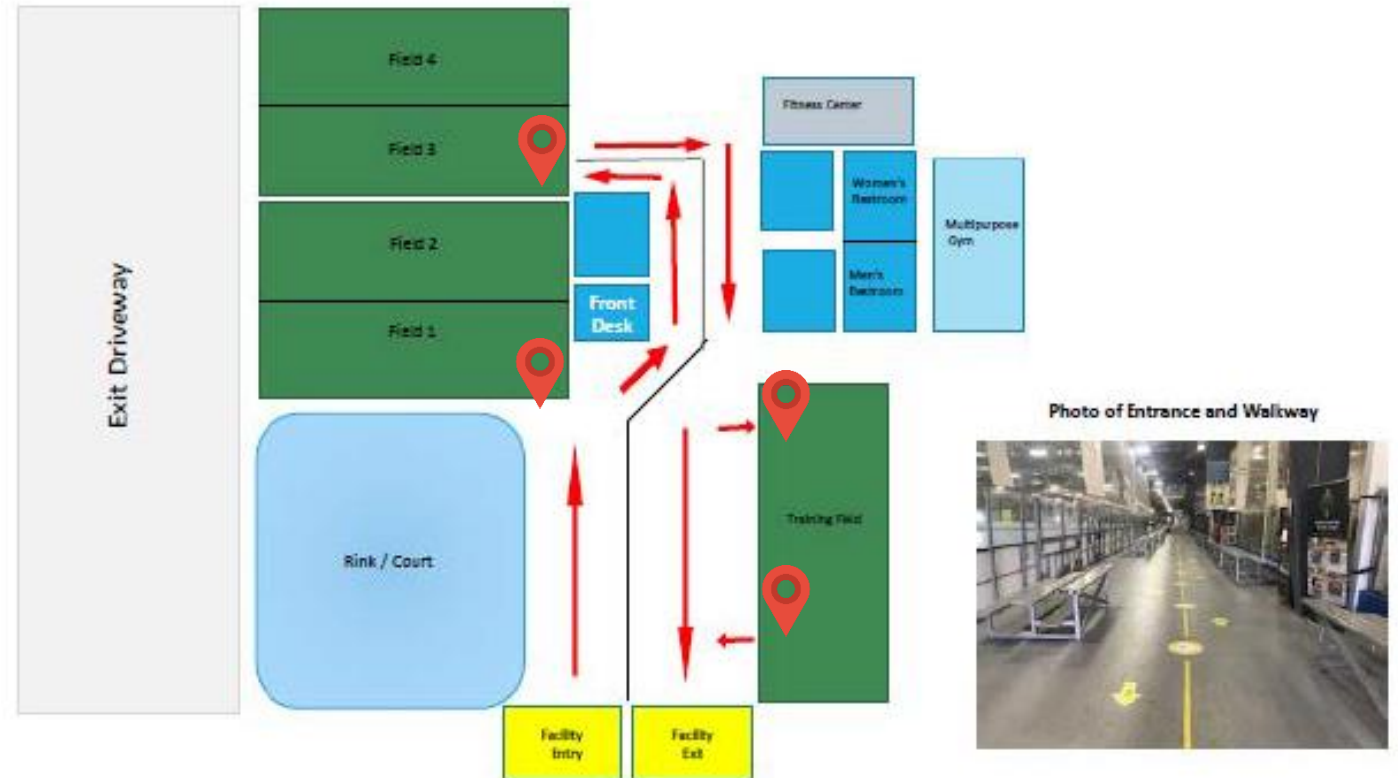 Field 4
Fitness Center
Field 3
Women's
Restroom
Multipurpose
Gym
Field 2
Men's
Restroom
Front
Desk
Field 1
Exit Driveway
Photo of Entrance and Walkway
Training Field
Rink / Court
Facility
Entry
Facility
Exit